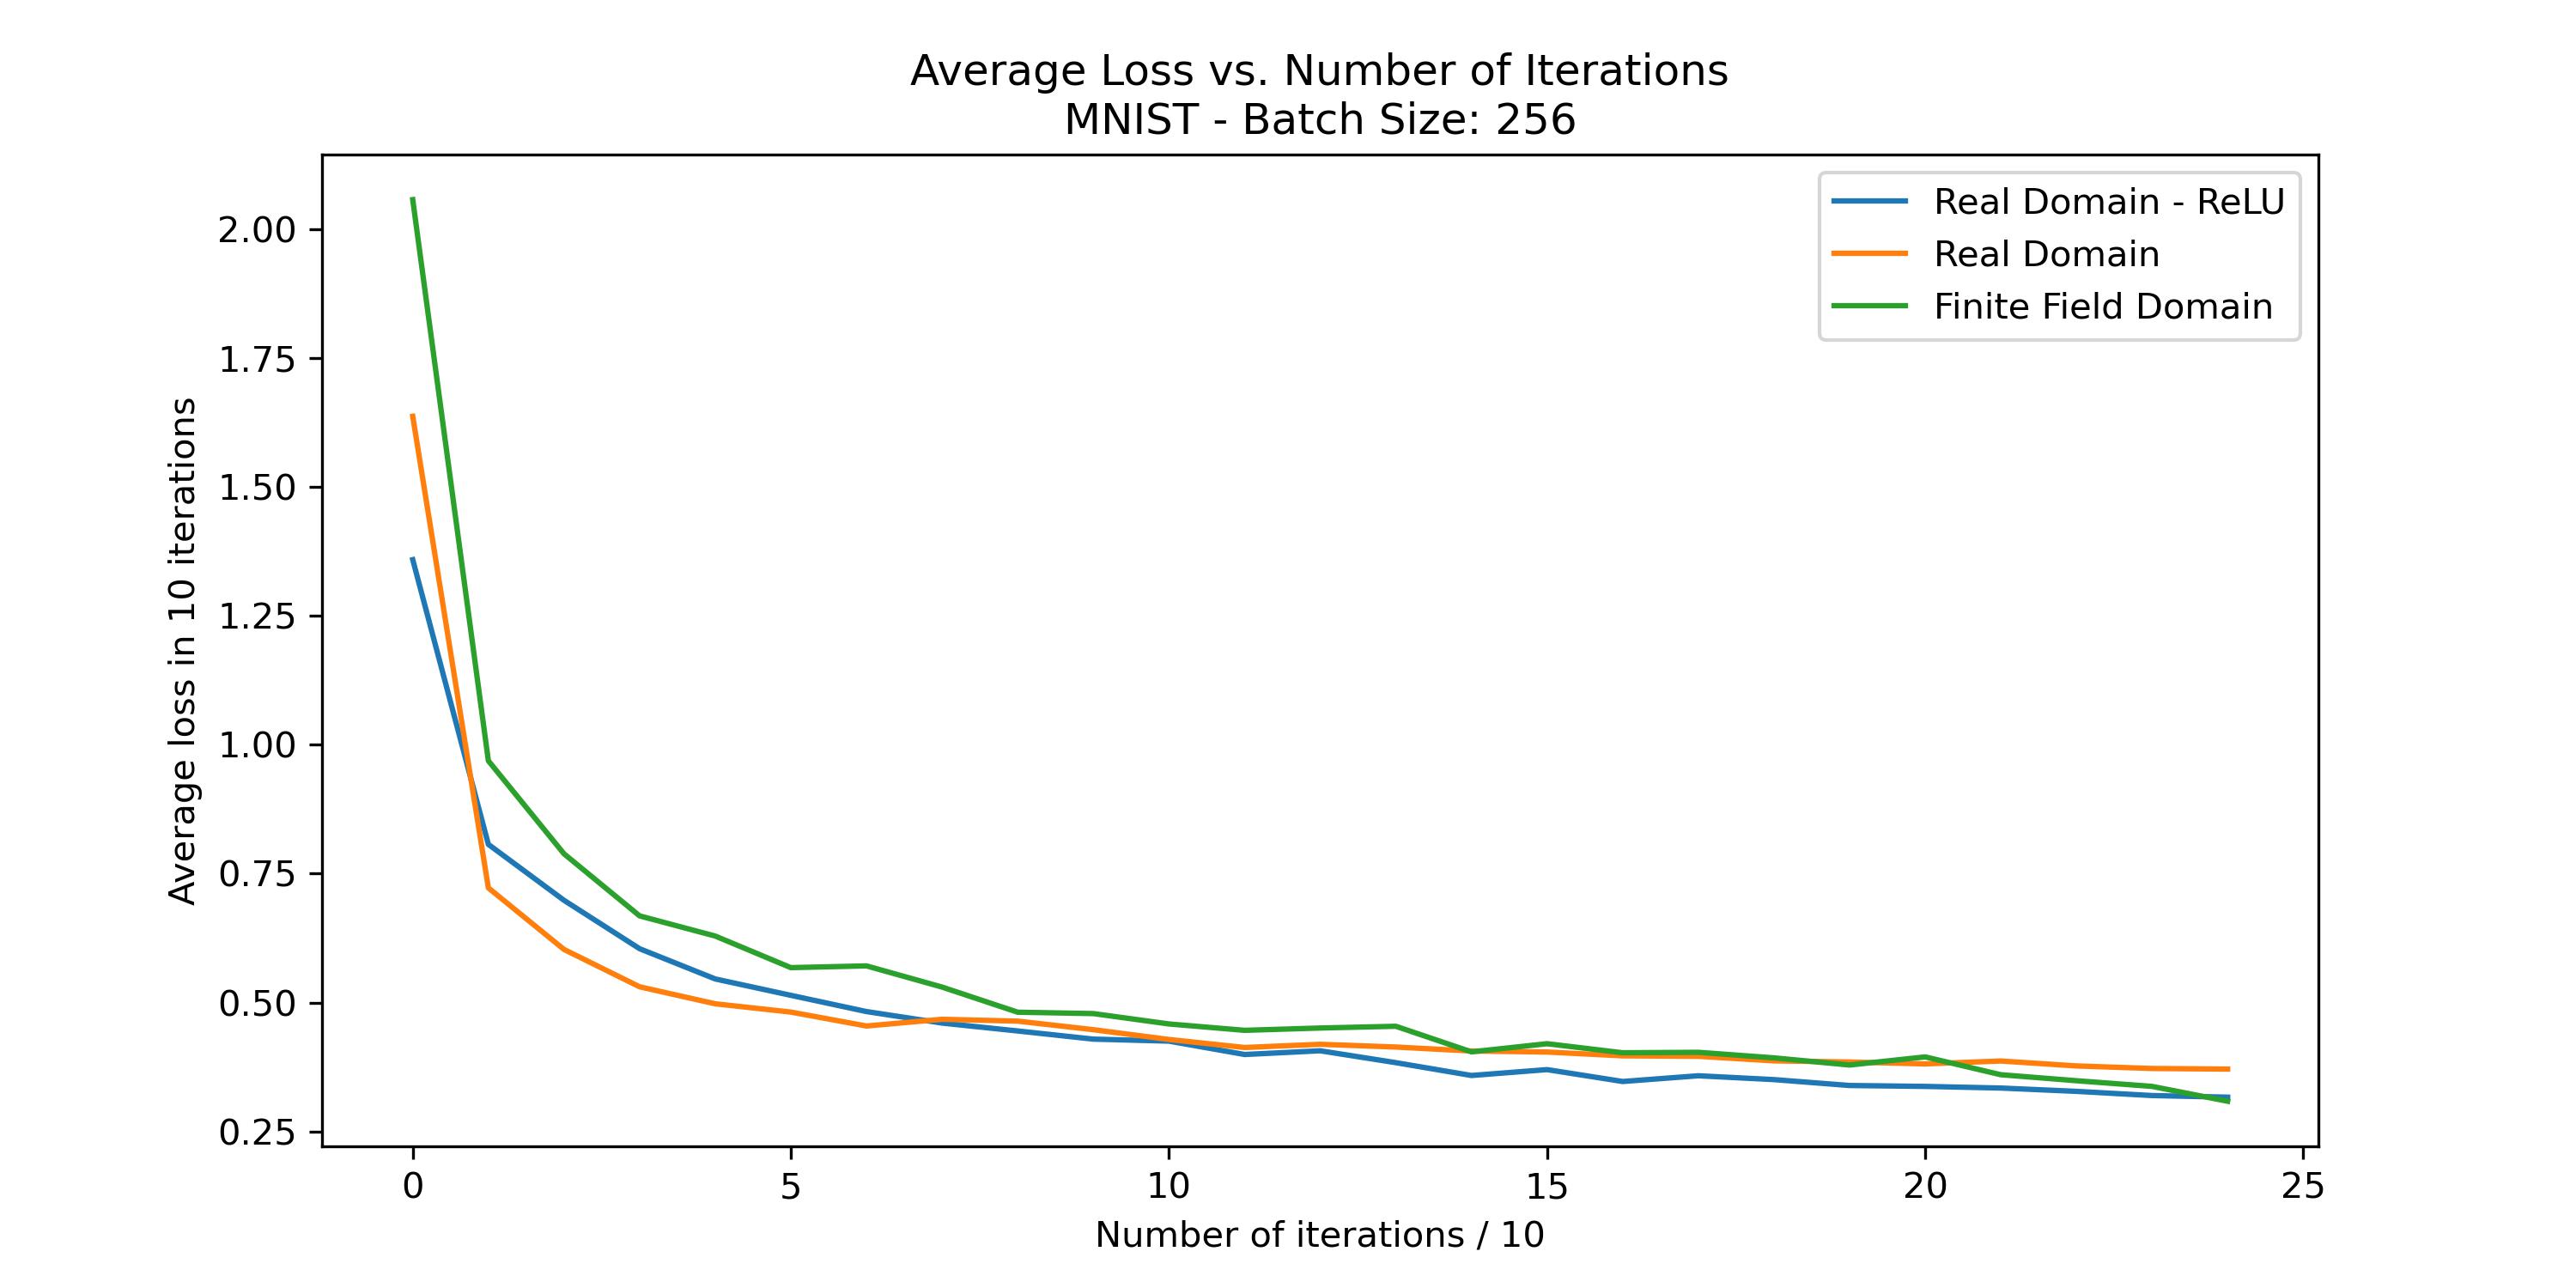 Average Loss vs. Number of Iterations
MNIST - Batch Size: 256
Real Domain - ReLU
Real Domain
Finite Field Domain
Average loss in 10 iterations
2.00
1.75
1.50
1.25
1.00
0.75
0.50
0.25
0 5 10 15 20 25
Number of iterations / 10